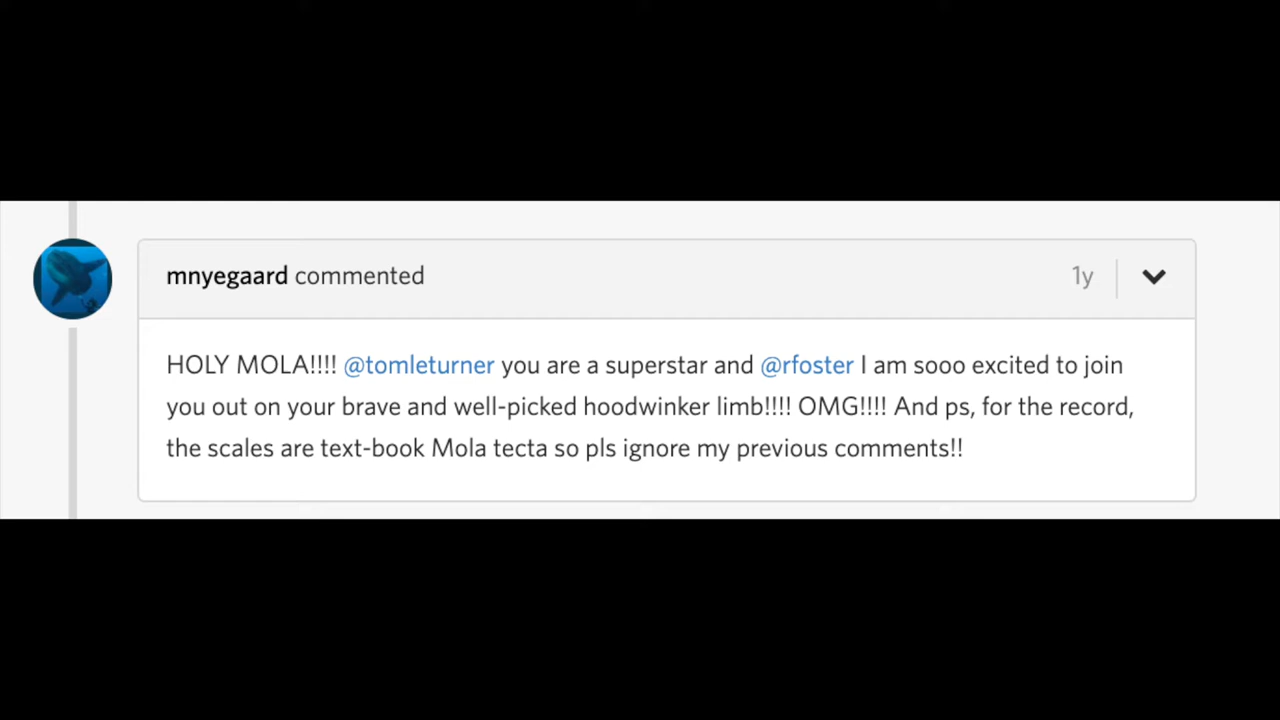 mnyegaard commented 1y
HOLY MOLA!!!! @tomleturner you are a superstar and @rfoster I am sooo excited to join
you out on your brave and well-picked hoodwinker limb!!!! OMG!!!! And ps, for the record,
the scales are text-book Mola tecta so pls ignore my previous comments!!